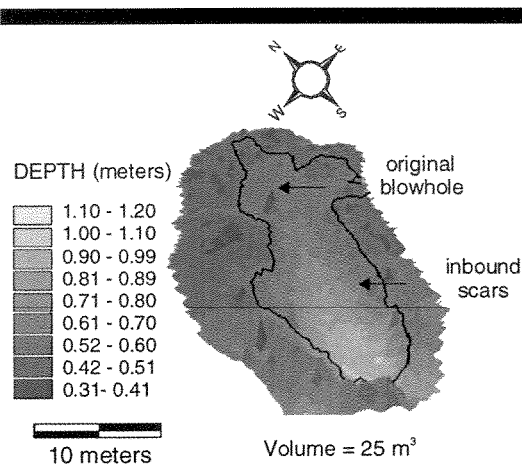 N E
W S
DEPTH (meters)
1.10 - 1.20
1.00 - 1.10
0.90 - 0.99
0.81 - 0.89
0.71 - 0.80
0.61 - 0.70
0.52 - 0.60
0.42 - 0.51
0.31- 0.41
original
blowhole
inbound
scars
10 meters
Volume = 25 m³